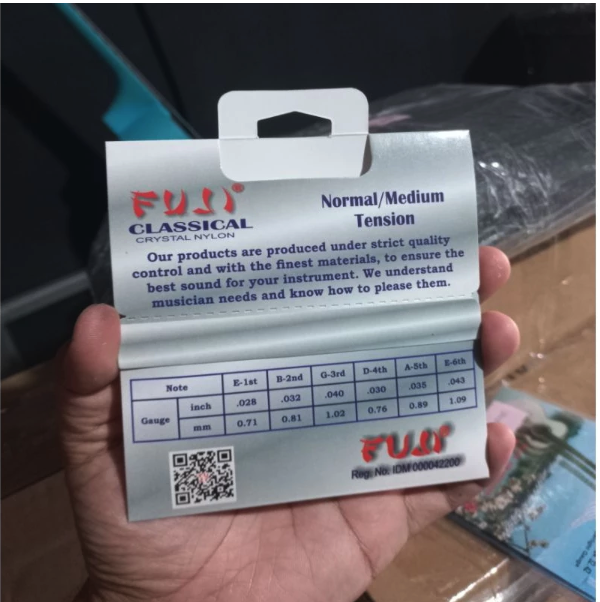 FUJI®
CLASSICAL
CRYSTAL NYLON
Normal/Medium
Tension
Our products are produced under strict quality
control and with the finest materials, to ensure the
best sound for your instrument. We understand
musician needs and know how to please them.
Note E-1st B-2nd G-3rd D-4th A-5th E-6th
Gauge inch .028 .032 .040 .030 .035 .043
mm 0.71 0.81 1.02 0.76 0.89 1.09
FUJI
Reg. No. IDM 000042200